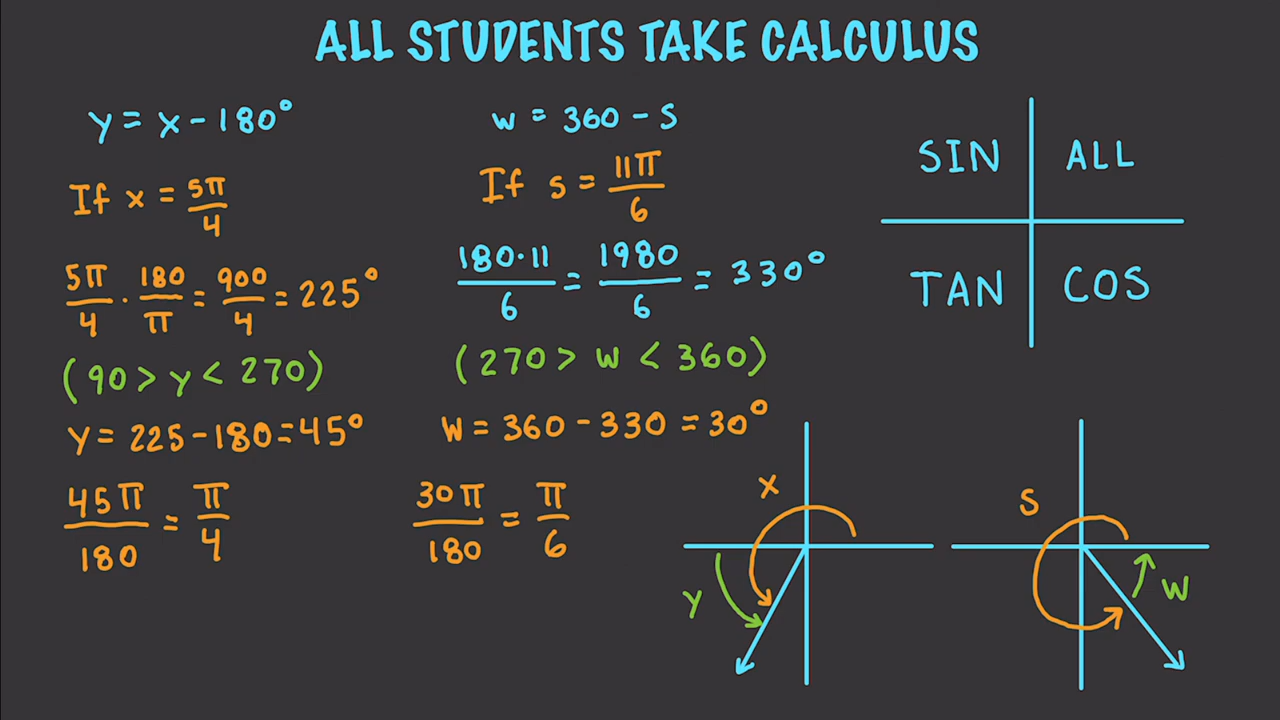 ALL STUDENTS TAKE CALCULUS
y = x - 180°
If x = 5π/4
5π/4 · 180/π = 900/4 = 225°
(90 > y < 270)
y = 225 - 180 = 45°
45π/180 = π/4
w = 360 - S
If s = 11π/6
180·11/6 = 1980/6 = 330°
(270 > w < 360)
w = 360 - 330 = 30°
30π/180 = π/6
SIN ALL
TAN COS
x
y
S
w